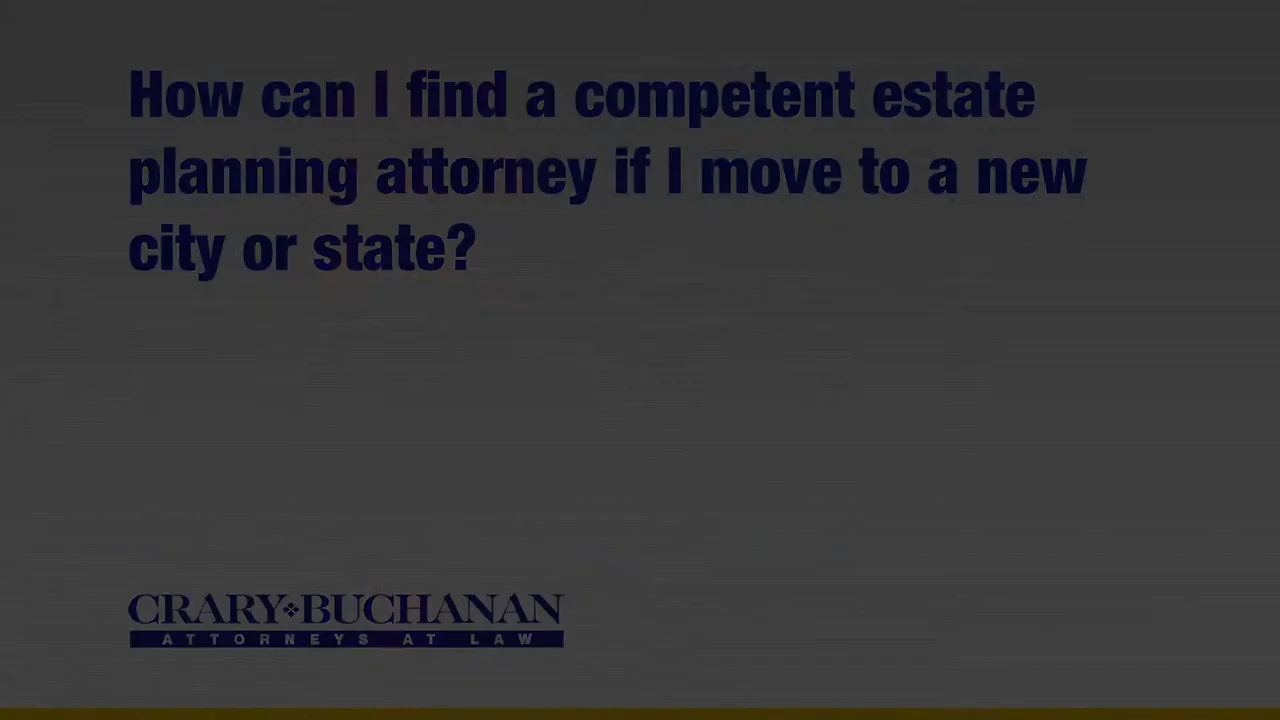 How can I find a competent estate
planning attorney if I move to a new
city or state?
CRARY❖BUCHANAN
ATTORNEYS AT LAW